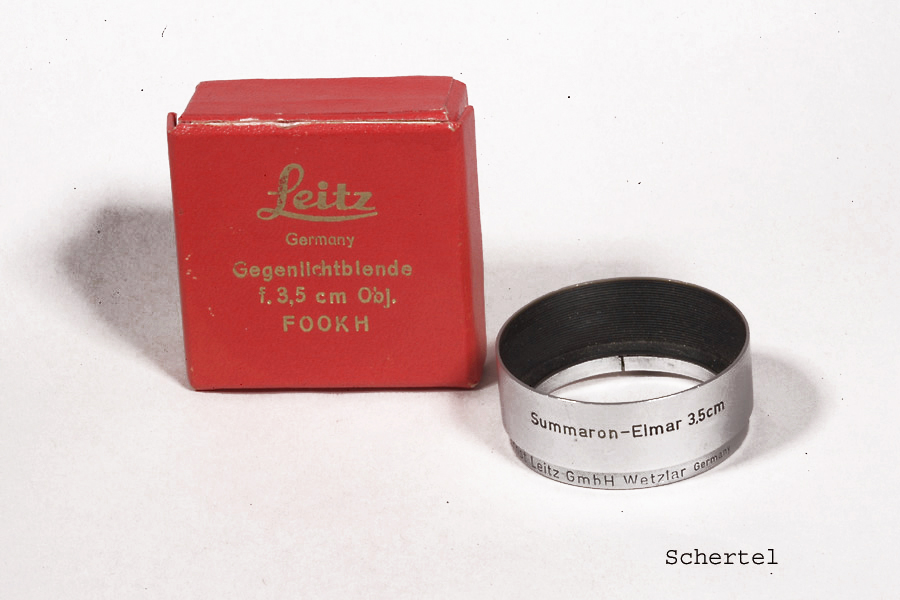 Leitz
Germany
Gegenlichtblende
f. 3,5 cm Obj.
FOOKH
Summaron-Elmar 3,5cm
Leitz GmbH Wetzlar Germany
Schertel